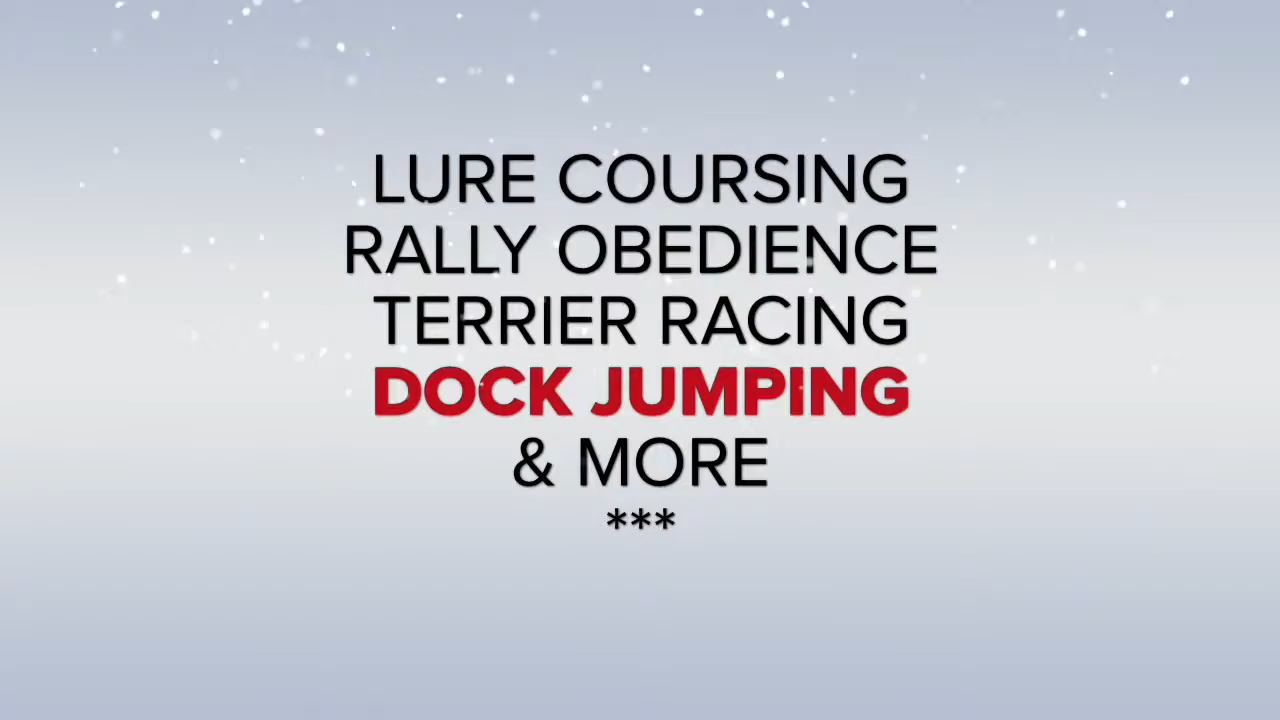 LURE COURSING
RALLY OBEDIENCE
TERRIER RACING
DOCK JUMPING
& MORE
***